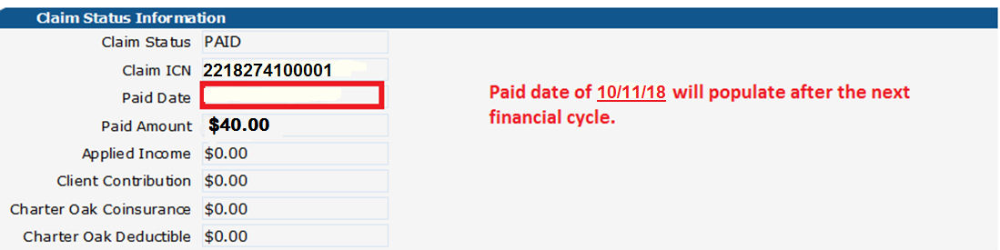 Claim Status Information
Claim Status PAID
Claim ICN 2218274100001
Paid Date
Paid date of 10/11/18 will populate after the next
financial cycle.
Paid Amount $40.00
Applied Income $0.00
Client Contribution $0.00
Charter Oak Coinsurance $0.00
Charter Oak Deductible $0.00